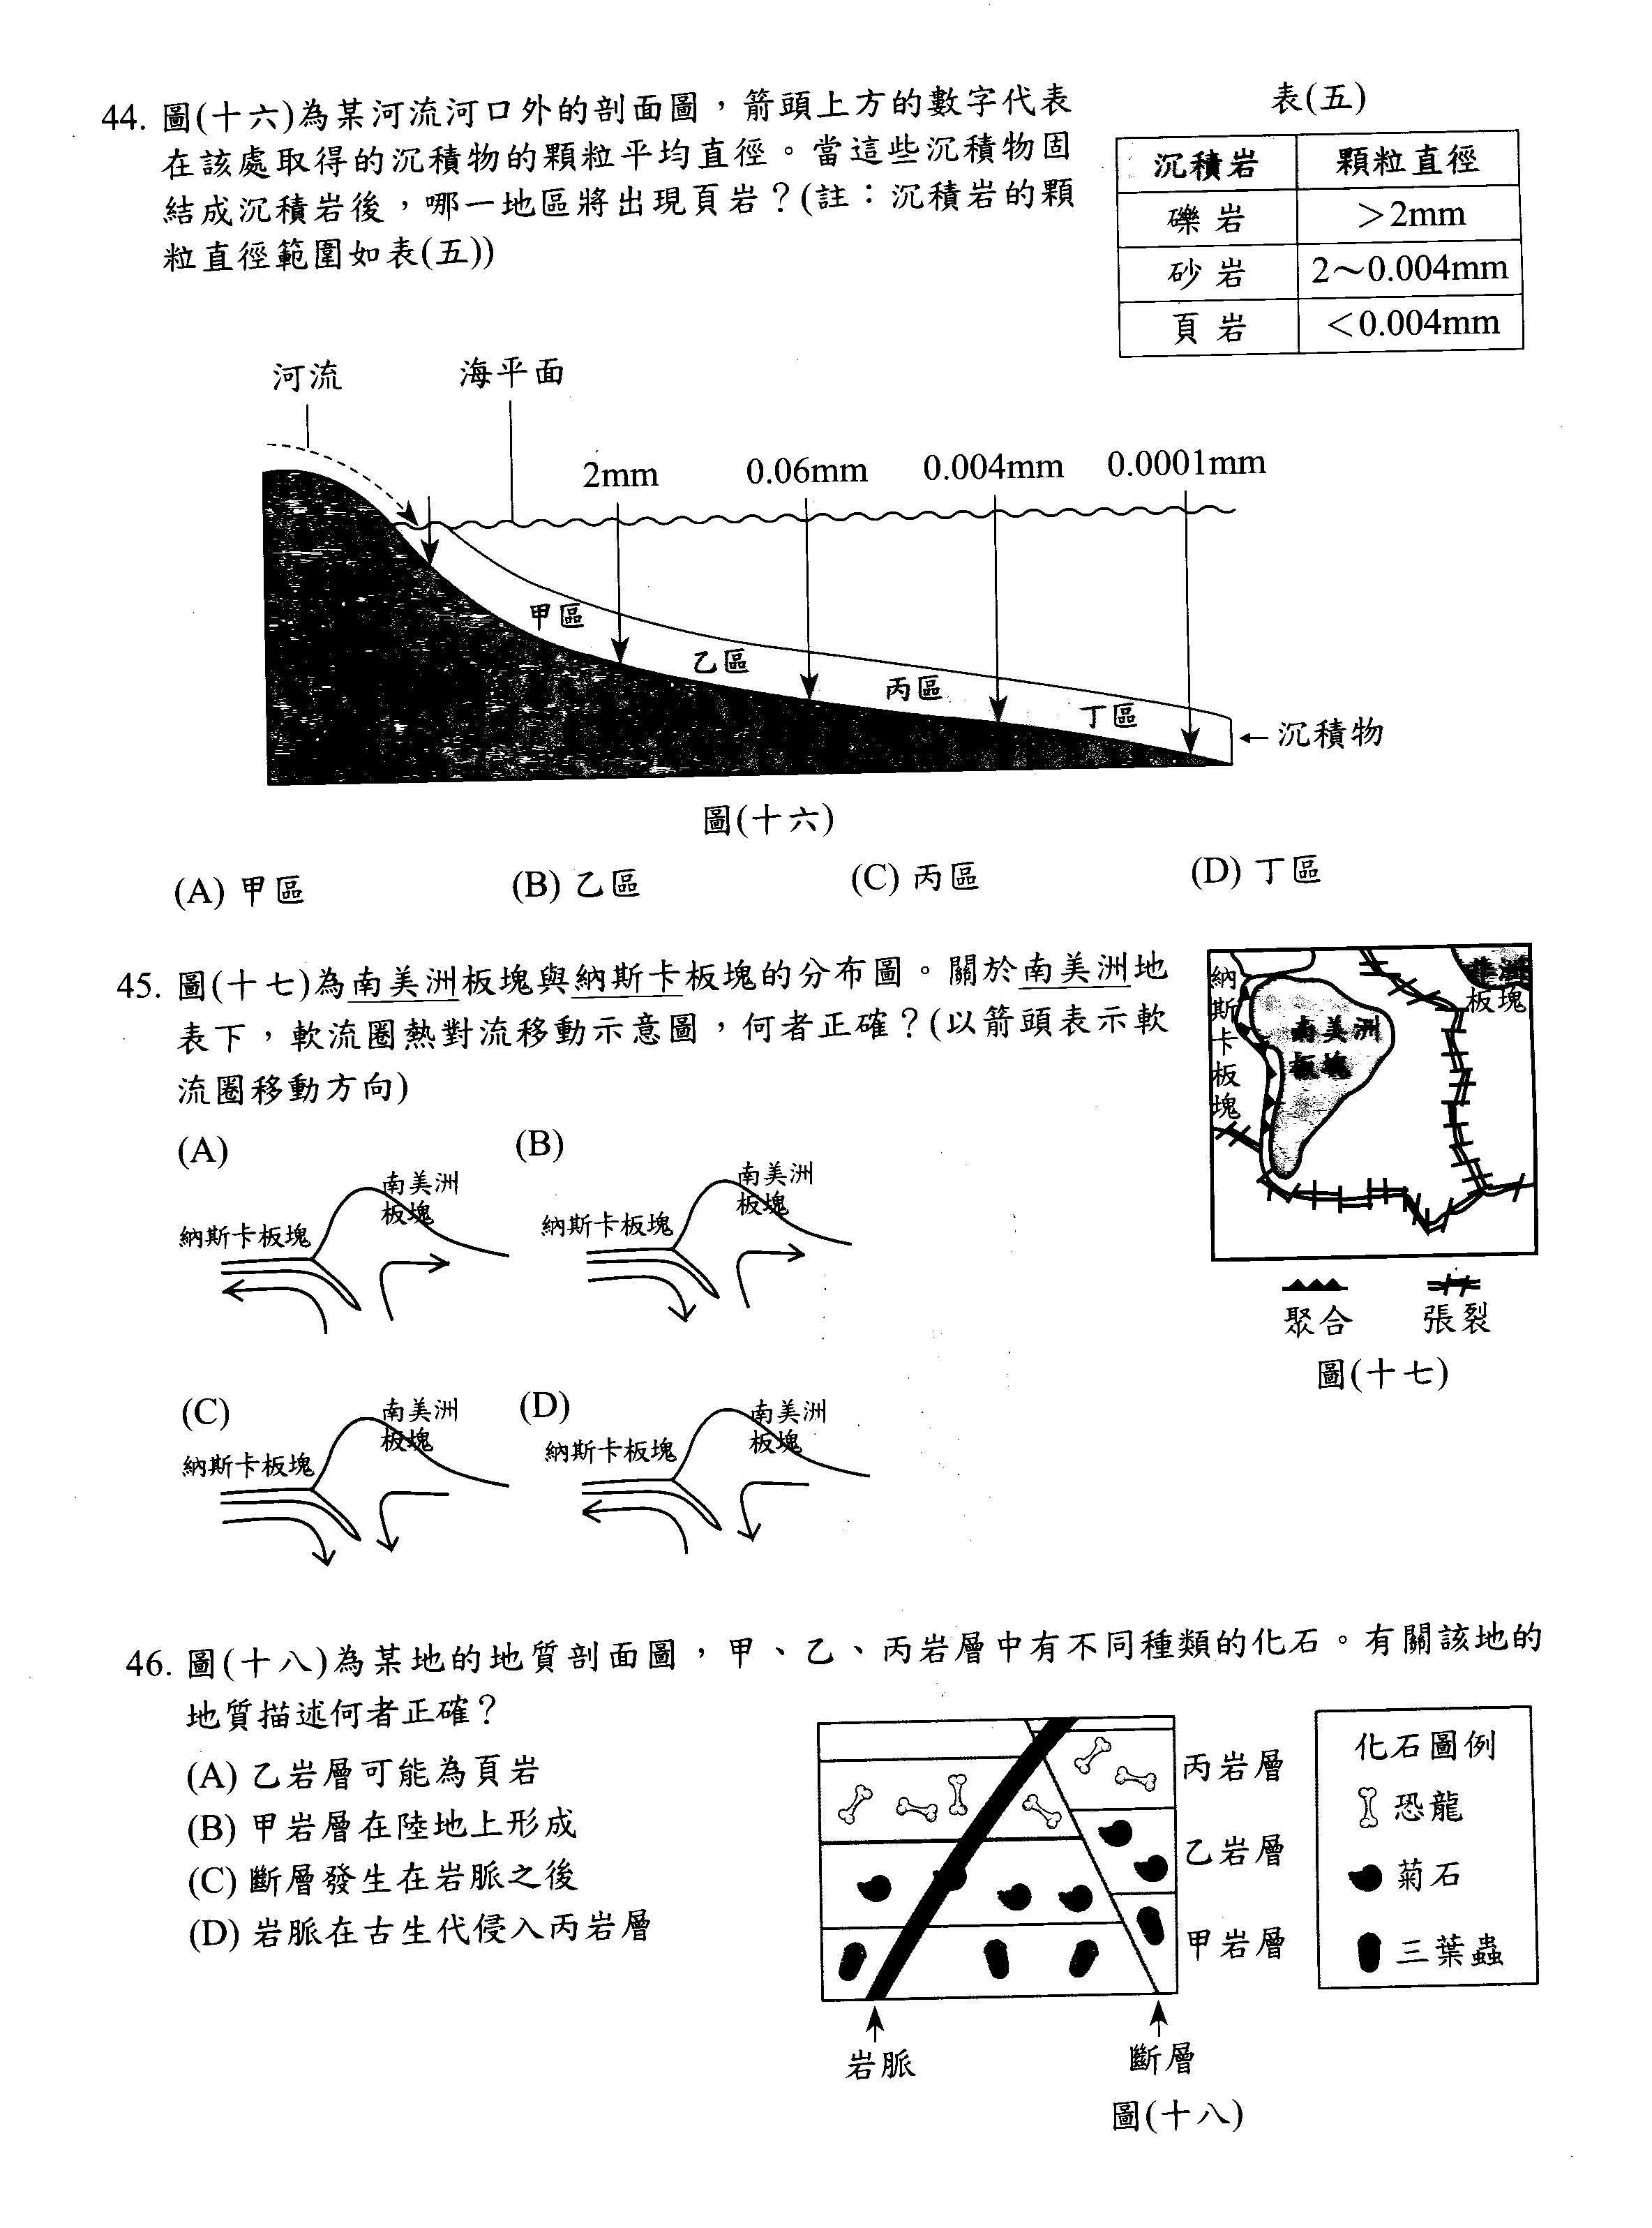 44. 圖(十六)為某河流河口外的剖面圖，箭頭上方的數字代表
在該處取得的沉積物的顆粒平均直徑。當這些沉積物固
結成沉積岩後，哪一地區將出現頁岩？(註：沉積岩的顆
粒直徑範圍如表(五))
表(五)
沉積岩 顆粒直徑
礫岩 ＞2mm
砂岩 2～0.004mm
頁岩 ＜0.004mm
河流 海平面
2mm 0.06mm 0.004mm 0.0001mm
甲區
乙區
丙區
丁區
←沉積物
圖(十六)
(A) 甲區 (B) 乙區 (C) 丙區 (D) 丁區
45. 圖(十七)為南美洲板塊與納斯卡板塊的分布圖。關於南美洲地
表下，軟流圈熱對流移動示意圖，何者正確？(以箭頭表示軟
流圈移動方向)
納斯卡板塊
南美洲
板塊
非洲
板塊
聚合 張裂
圖(十七)
(A)
南美洲
板塊
納斯卡板塊
(B)
南美洲
板塊
納斯卡板塊
(C)
南美洲
板塊
納斯卡板塊
(D)
南美洲
板塊
納斯卡板塊
46. 圖(十八)為某地的地質剖面圖，甲、乙、丙岩層中有不同種類的化石。有關該地的
地質描述何者正確？
(A) 乙岩層可能為頁岩
(B) 甲岩層在陸地上形成
(C) 斷層發生在岩脈之後
(D) 岩脈在古生代侵入丙岩層
丙岩層
乙岩層
甲岩層
岩脈 斷層
化石圖例
恐龍
菊石
三葉蟲
圖(十八)